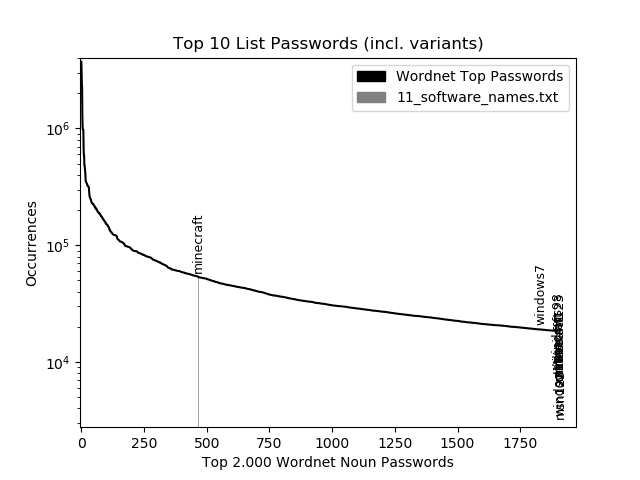 Top 10 List Passwords (incl. variants)
Wordnet Top Passwords
11_software_names.txt
Occurrences
10^6
10^5
10^4
minecraft
windows7
0 250 500 750 1000 1250 1500 1750
Top 2.000 Wordnet Noun Passwords